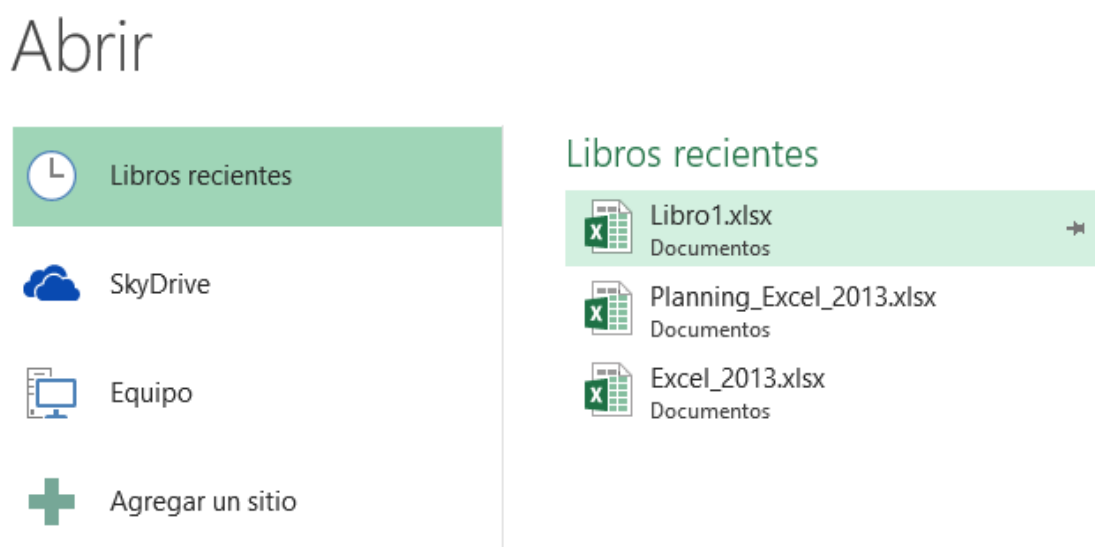 Abrir
Libros recientes
SkyDrive
Equipo
Agregar un sitio
Libros recientes
Libro1.xlsx
Documentos
Planning_Excel_2013.xlsx
Documentos
Excel_2013.xlsx
Documentos